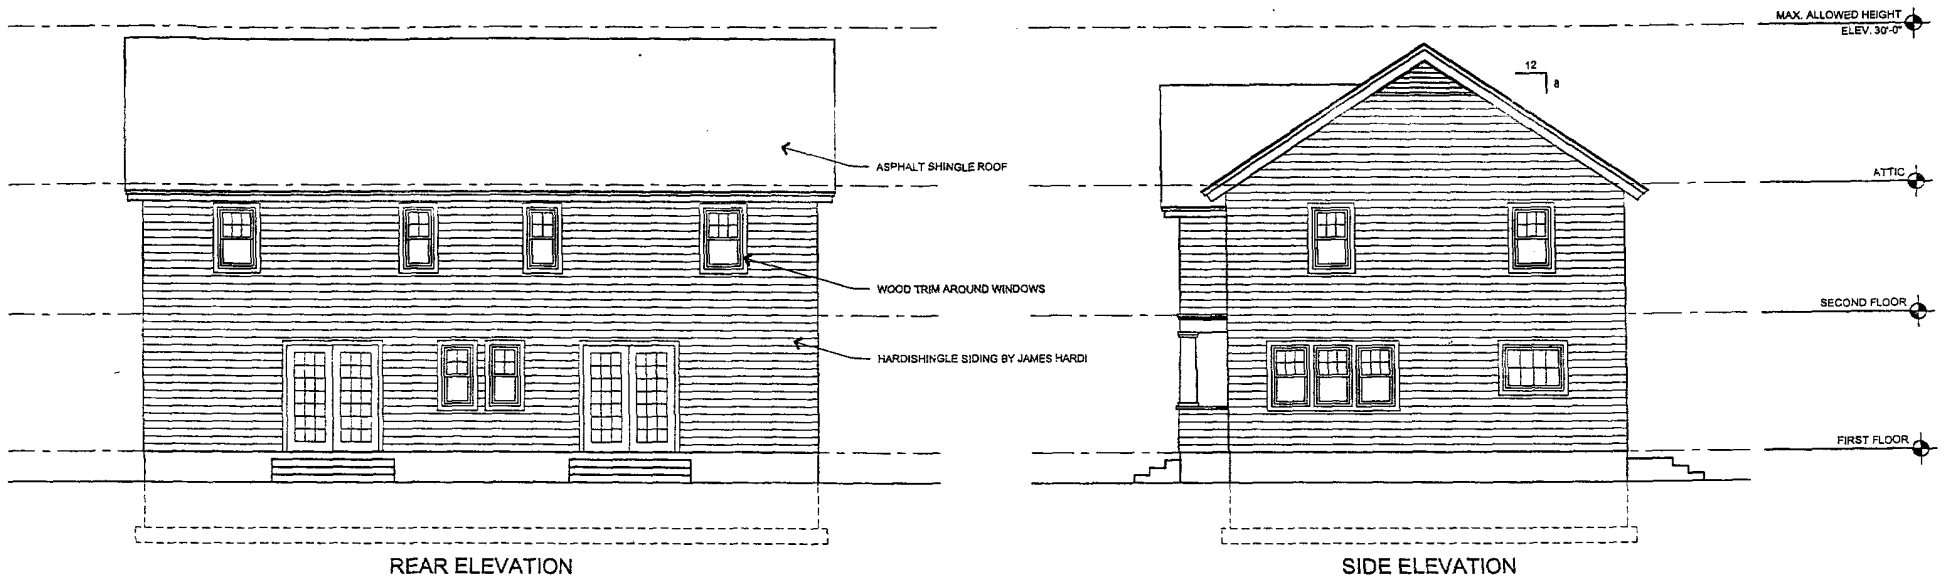 MAX. ALLOWED HEIGHT
ELEV. 30'-0"
12
8
ASPHALT SHINGLE ROOF
ATTIC
WOOD TRIM AROUND WINDOWS
SECOND FLOOR
HARDISHINGLE SIDING BY JAMES HARDI
FIRST FLOOR
REAR ELEVATION
SIDE ELEVATION